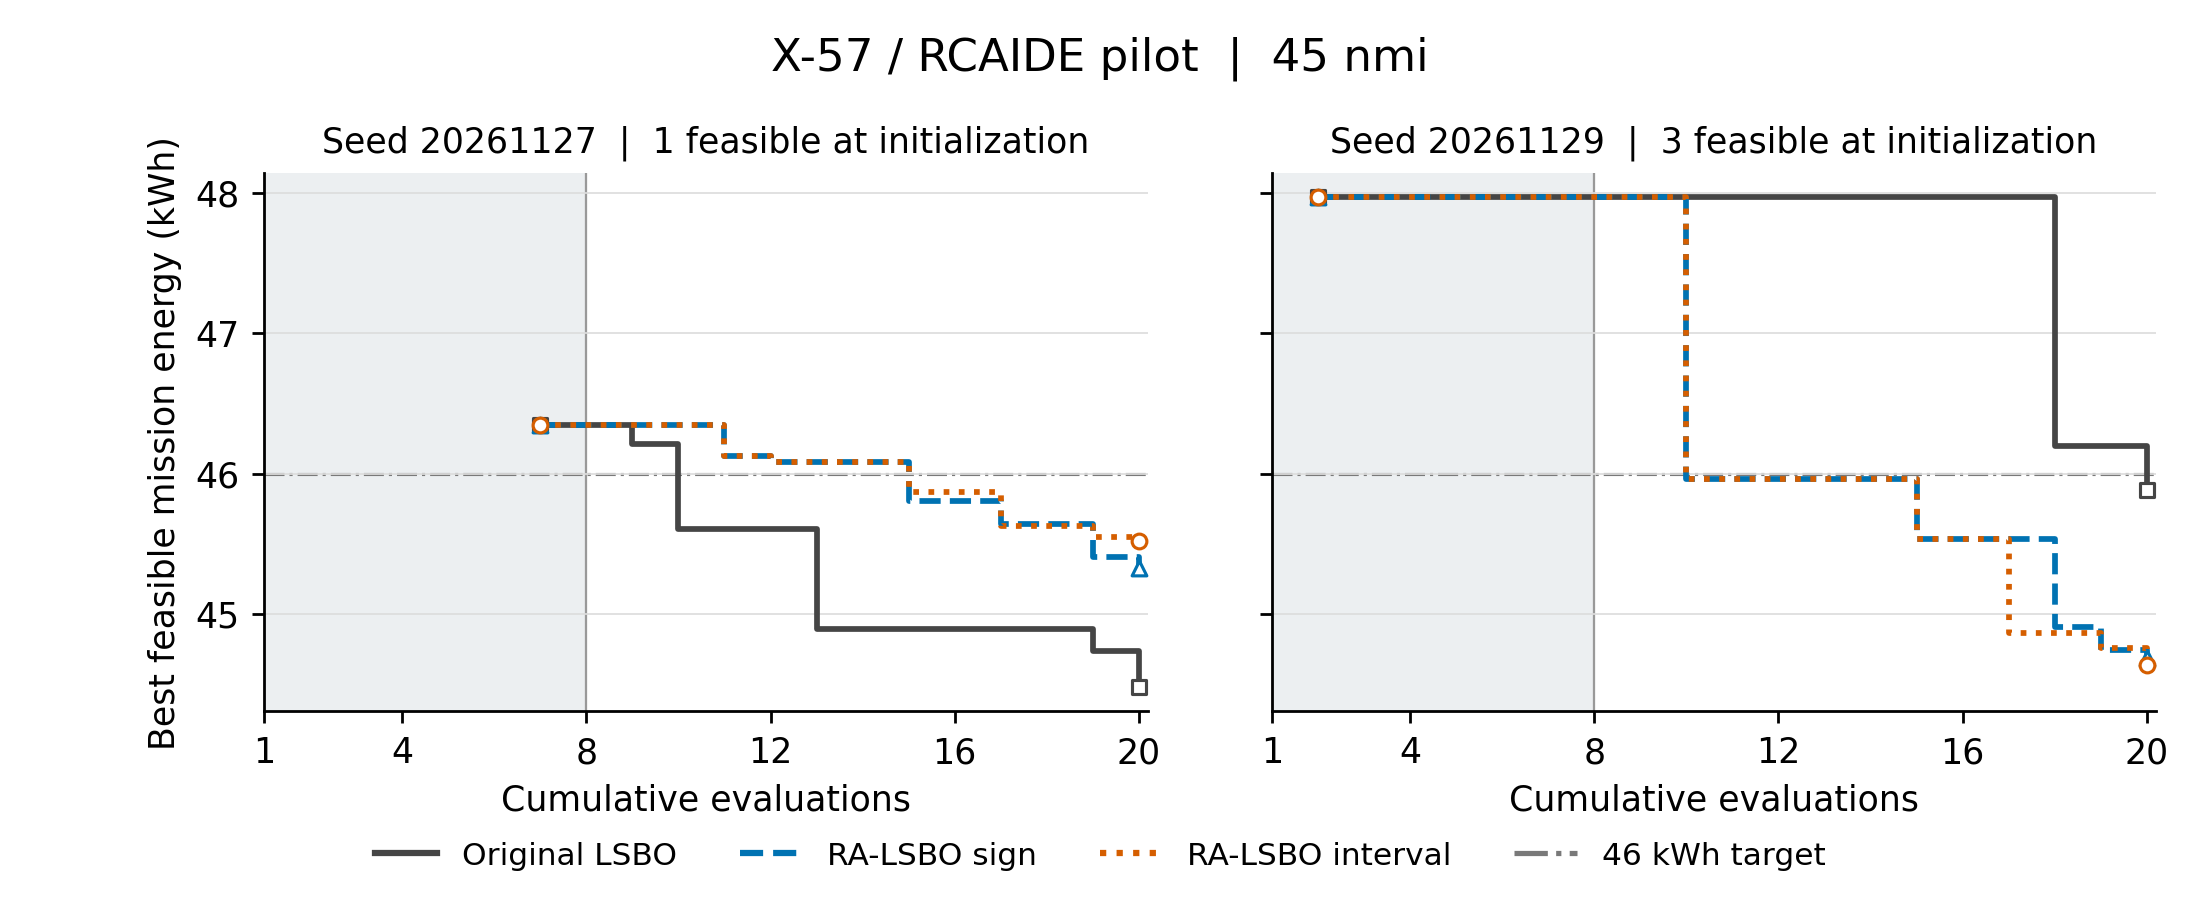 X-57 / RCAIDE pilot | 45 nmi
Seed 20261127 | 1 feasible at initialization
Seed 20261129 | 3 feasible at initialization
Best feasible mission energy (kWh)
48
47
46
45
1 4 8 12 16 20
1 4 8 12 16 20
Cumulative evaluations
Cumulative evaluations
Original LSBO
RA-LSBO sign
RA-LSBO interval
46 kWh target